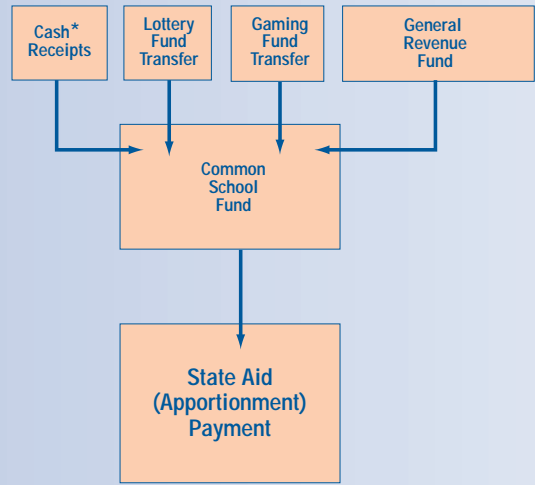 Cash*
Receipts
Lottery
Fund
Transfer
Gaming
Fund
Transfer
General
Revenue
Fund
Common
School
Fund
State Aid
(Apportionment)
Payment